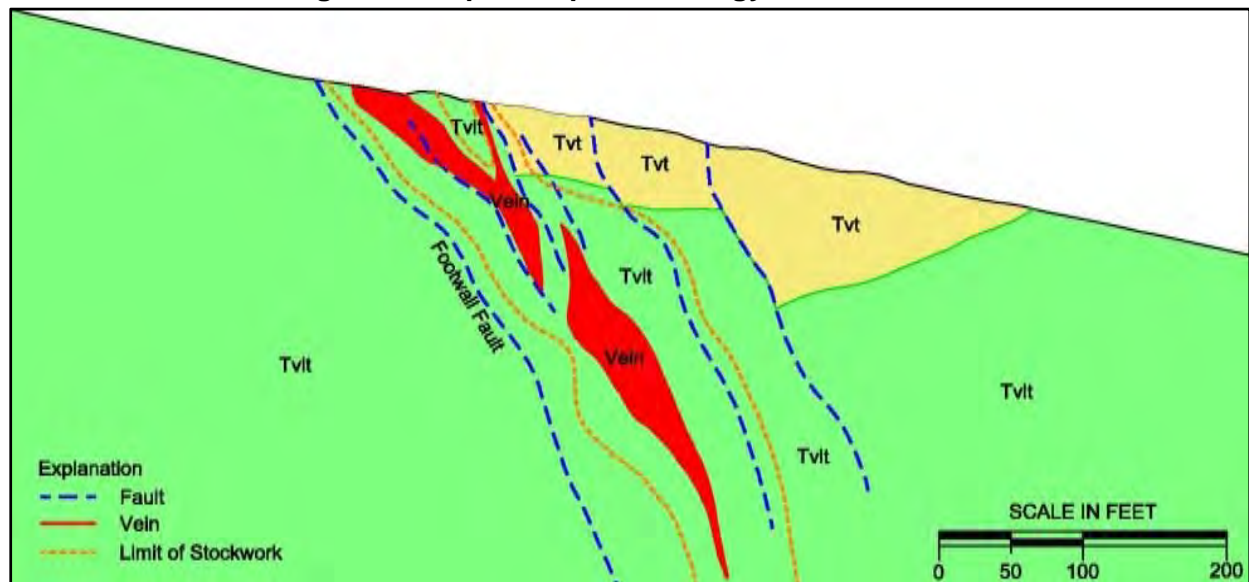 Tvlt
Tvt
Tvt
Vein
Tvt
Tvlt
Footwall Fault
Vein
Tvlt
Tvlt
Tvlt
Explanation
Fault
Vein
Limit of Stockwork
SCALE IN FEET
0 50 100 200